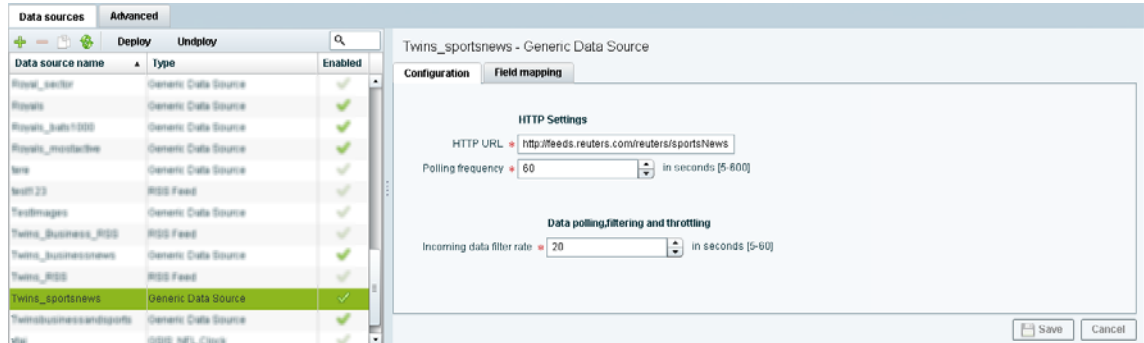 Data sources Advanced
Deploy Undploy
Data source name Type Enabled
Royal_sector Generic Data Source
Royals Generic Data Source
Royals_bats1000 Generic Data Source
Royals_mostactive Generic Data Source
tere Generic Data Source
test123 RSS Feed
TestImages Generic Data Source
Twins_Business_RSS RSS Feed
Twins_businessnews Generic Data Source
Twins_RSS RSS Feed
Twins_sportsnews Generic Data Source
Twinsbusinessandsports Generic Data Source
Twins_sportsnews - Generic Data Source
Configuration Field mapping
HTTP Settings
HTTP URL * http://feeds.reuters.com/reuters/sportsNews
Polling frequency * 60 in seconds [5-600]
Data polling,filtering and throttling
Incoming data filter rate * 20 in seconds [5-60]
Save Cancel